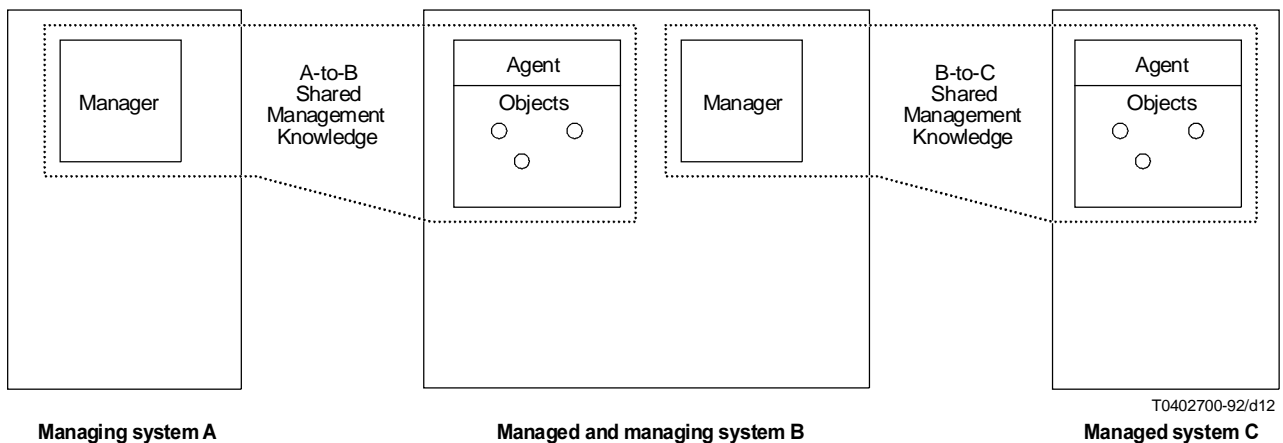 Manager
A-to-B
Shared
Management
Knowledge
Agent
Objects
Manager
B-to-C
Shared
Management
Knowledge
Agent
Objects
T0402700-92/d12
Managing system A
Managed and managing system B
Managed system C